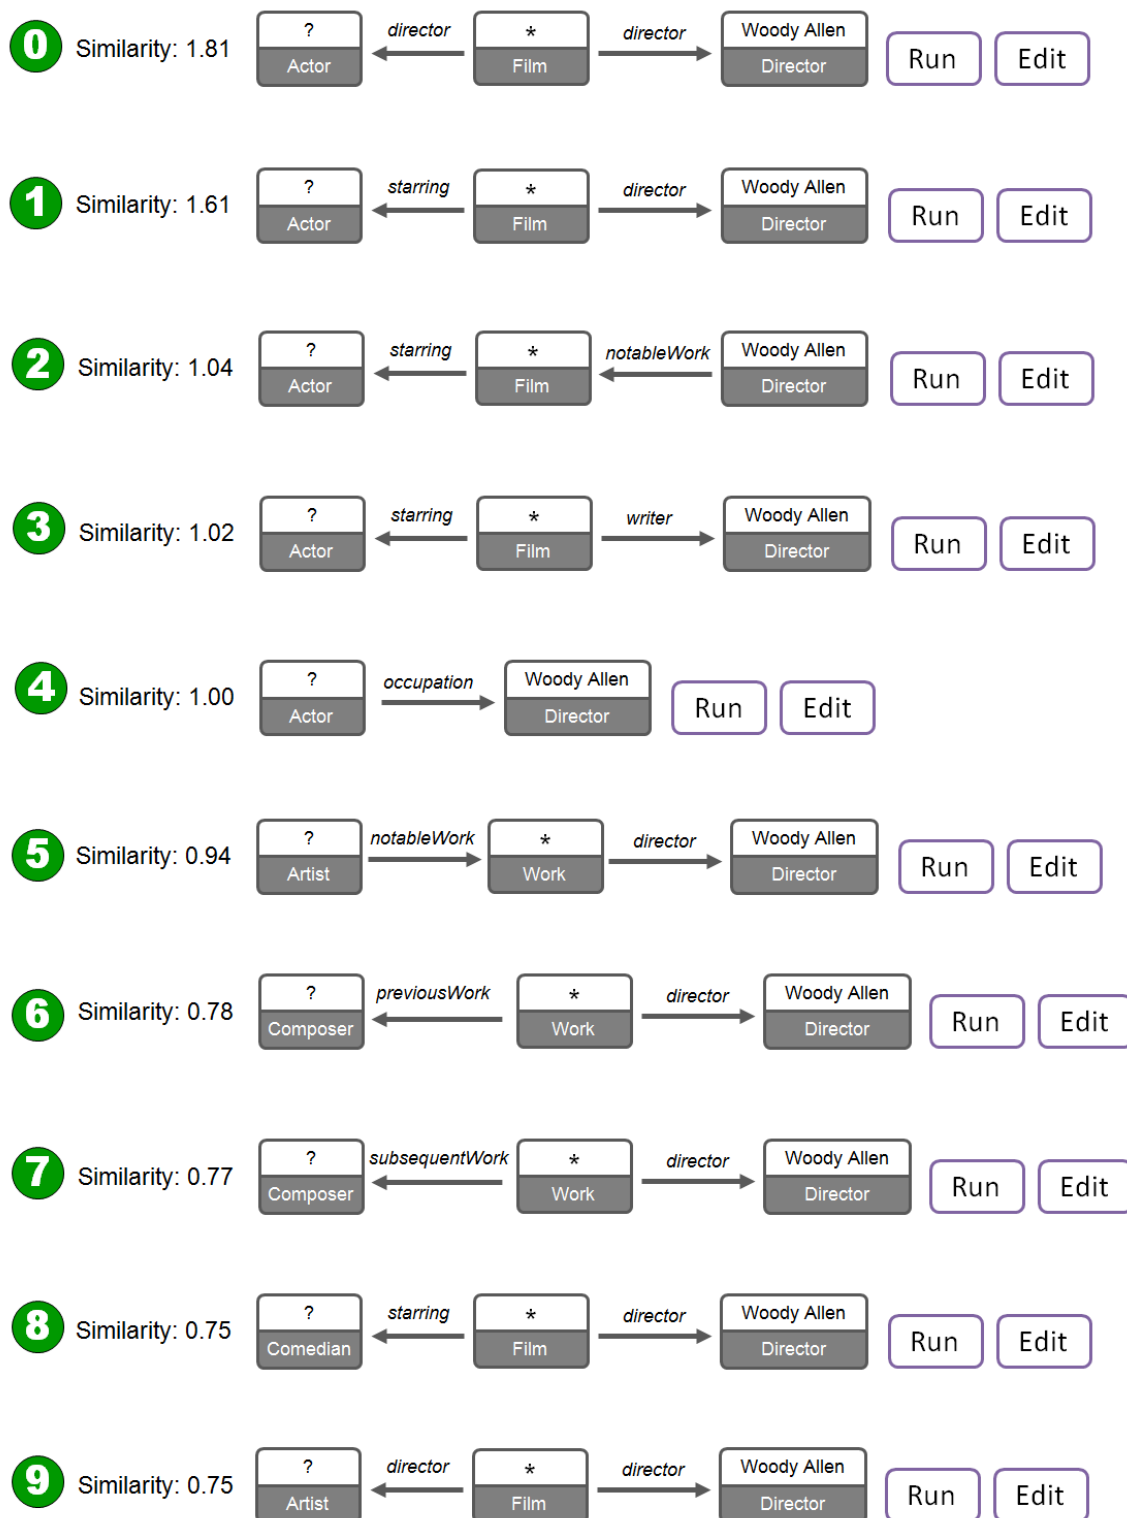 0 Similarity: 1.81 ? Actor director * Film director Woody Allen Director Run Edit
1 Similarity: 1.61 ? Actor starring * Film director Woody Allen Director Run Edit
2 Similarity: 1.04 ? Actor starring * Film notableWork Woody Allen Director Run Edit
3 Similarity: 1.02 ? Actor starring * Film writer Woody Allen Director Run Edit
4 Similarity: 1.00 ? Actor occupation Woody Allen Director Run Edit
5 Similarity: 0.94 ? Artist notableWork * Work director Woody Allen Director Run Edit
6 Similarity: 0.78 ? Composer previousWork * Work director Woody Allen Director Run Edit
7 Similarity: 0.77 ? Composer subsequentWork * Work director Woody Allen Director Run Edit
8 Similarity: 0.75 ? Comedian starring * Film director Woody Allen Director Run Edit
9 Similarity: 0.75 ? Artist director * Film director Woody Allen Director Run Edit